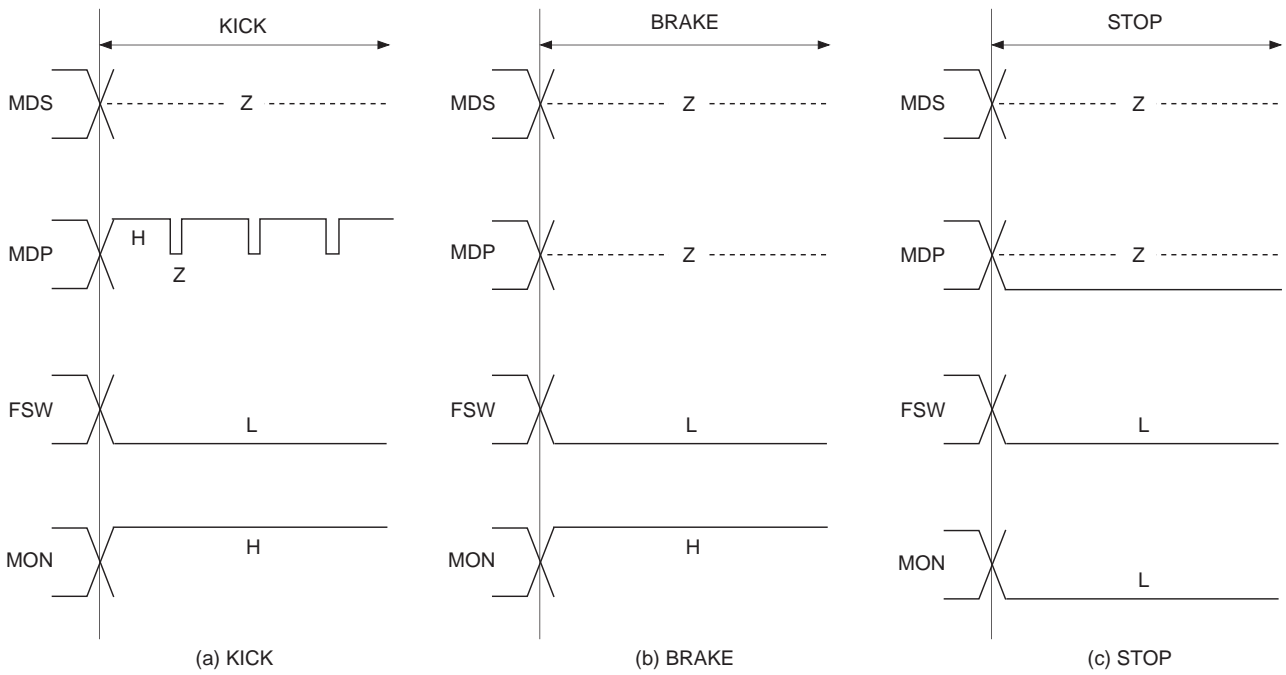 KICK
MDS
Z
MDP
H
Z
FSW
L
MON
H
(a) KICK
BRAKE
MDS
Z
MDP
Z
FSW
L
MON
H
(b) BRAKE
STOP
MDS
Z
MDP
Z
FSW
L
MON
L
(c) STOP